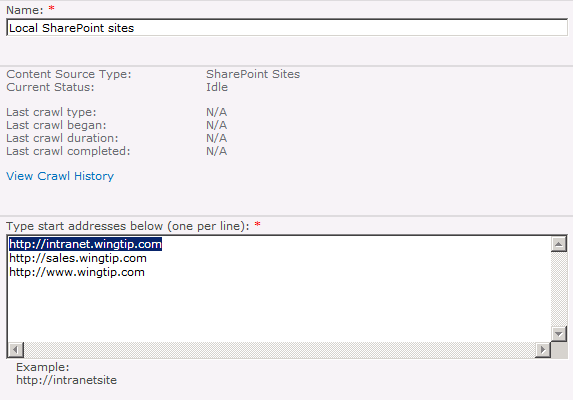 Name: *
Local SharePoint sites
Content Source Type: SharePoint Sites
Current Status: Idle
Last crawl type: N/A
Last crawl began: N/A
Last crawl duration: N/A
Last crawl completed: N/A
View Crawl History
Type start addresses below (one per line): *
http://intranet.wingtip.com
http://sales.wingtip.com
http://www.wingtip.com
Example:
http://intranetsite